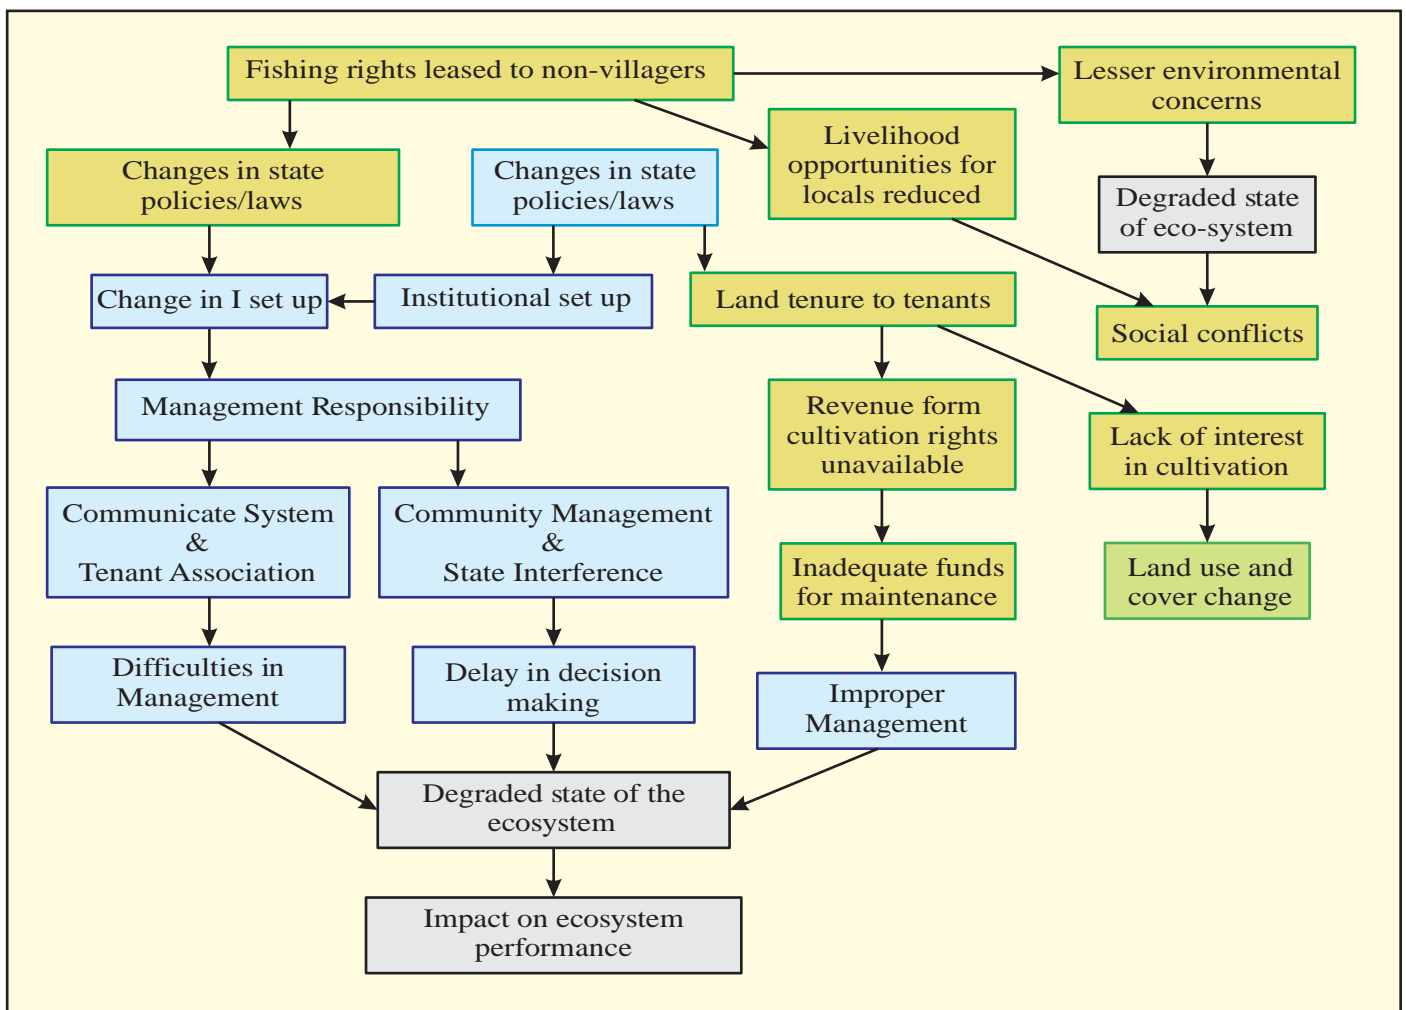 Fishing rights leased to non-villagers
Lesser environmental
concerns
Livelihood
opportunities for
locals reduced
Changes in state
policies/laws
Changes in state
policies/laws
Degraded state
of eco-system
Change in I set up
Institutional set up
Land tenure to tenants
Social conflicts
Management Responsibility
Revenue form
cultivation rights
unavailable
Lack of interest
in cultivation
Communicate System
&
Tenant Association
Community Management
&
State Interference
Inadequate funds
for maintenance
Land use and
cover change
Difficulties in
Management
Delay in decision
making
Improper
Management
Degraded state of the
ecosystem
Impact on ecosystem
performance